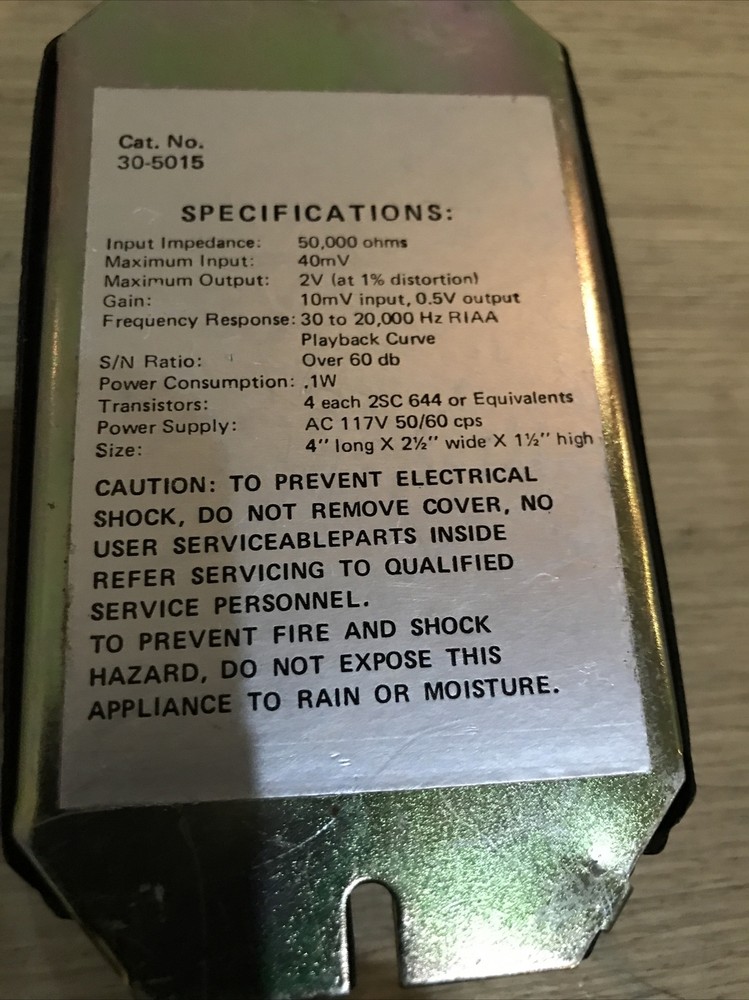 Cat. No.
30-5015
SPECIFICATIONS:
Input Impedance: 50,000 ohms
Maximum Input: 40mV
Maximum Output: 2V (at 1% distortion)
Gain: 10mV input, 0.5V output
Frequency Response: 30 to 20,000 Hz RIAA
Playback Curve
S/N Ratio: Over 60 db
Power Consumption: .1W
Transistors: 4 each 2SC 644 or Equivalents
Power Supply: AC 117V 50/60 cps
Size: 4" long X 2½" wide X 1½" high
CAUTION: TO PREVENT ELECTRICAL
SHOCK, DO NOT REMOVE COVER, NO
USER SERVICEABLEPARTS INSIDE
REFER SERVICING TO QUALIFIED
SERVICE PERSONNEL.
TO PREVENT FIRE AND SHOCK
HAZARD, DO NOT EXPOSE THIS
APPLIANCE TO RAIN OR MOISTURE.